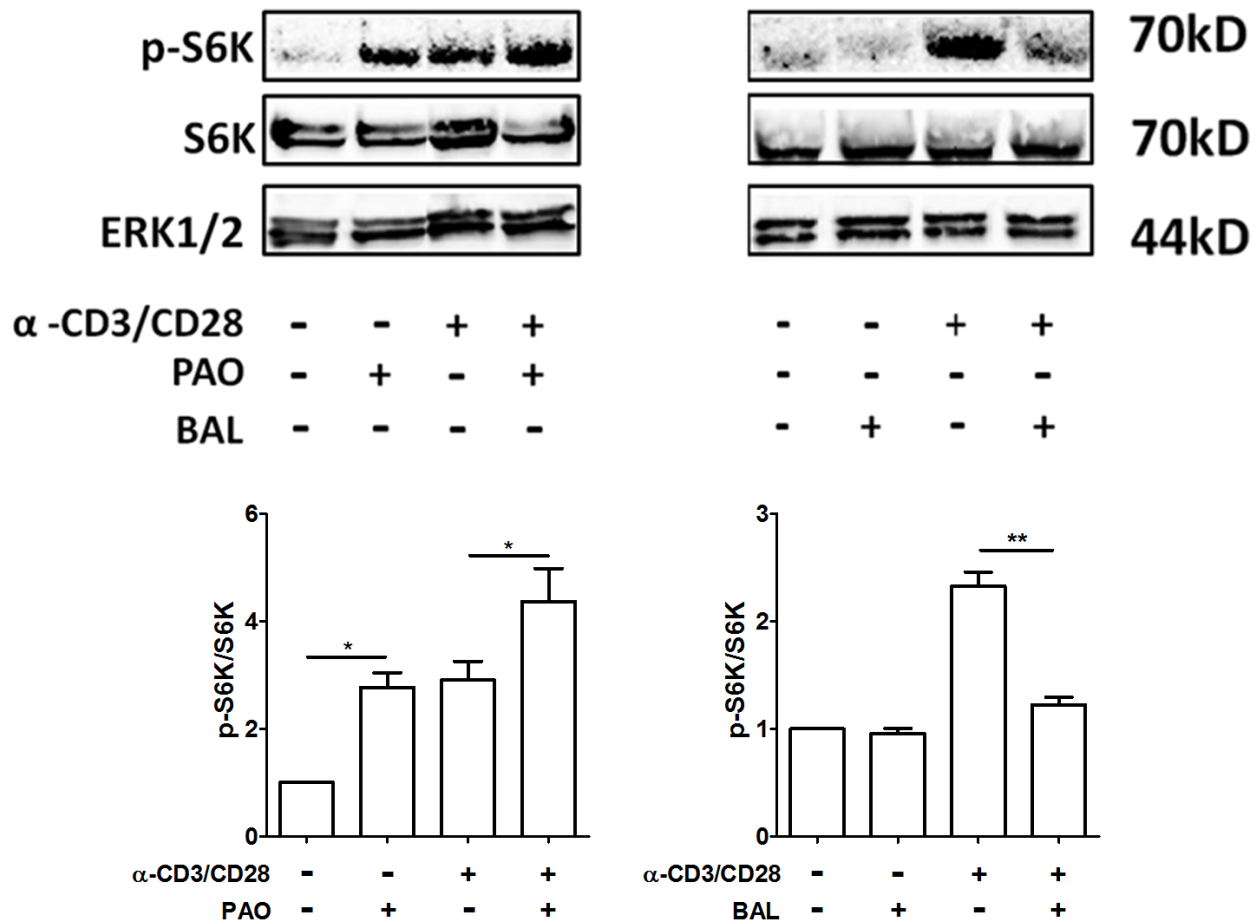 p-S6K 70kD
S6K 70kD
ERK1/2 44kD
α -CD3/CD28 - - + + - - + +
PAO - + - + - - - -
BAL - - - - - + - +
6
4
2
0
p-S6K/S6K
*
*
α-CD3/CD28 - - + +
PAO - + - +
3
2
1
0
p-S6K/S6K
**
α-CD3/CD28 - - + +
BAL - + - +